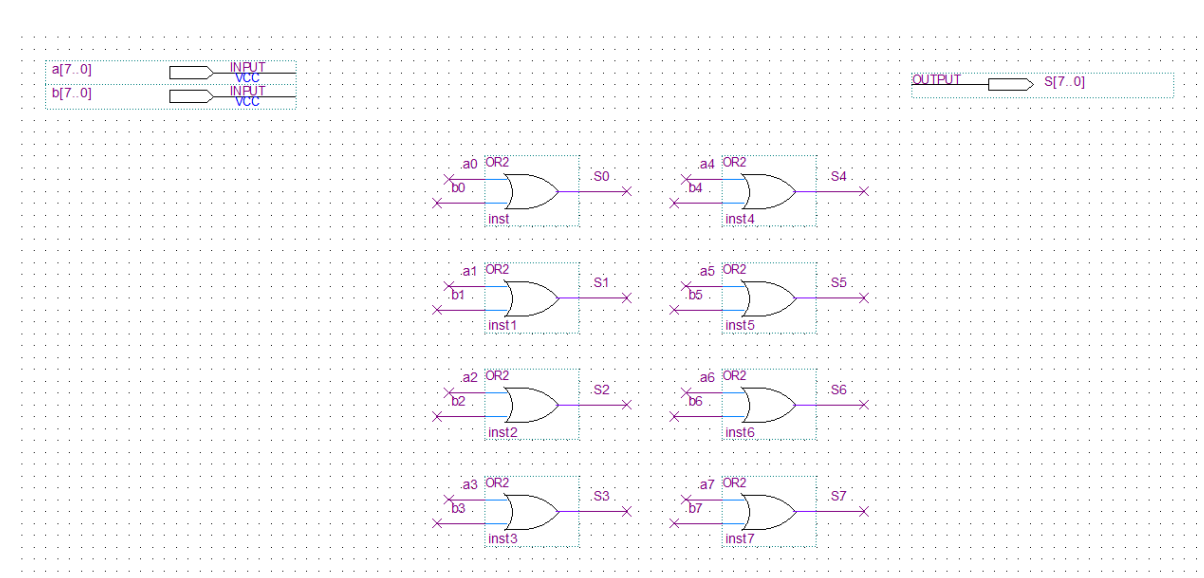 a[7..0] INPUT
VCC
b[7..0] INPUT
VCC
OUTPUT S[7..0]
a0 OR2
b0
S0
inst
a4 OR2
b4
S4
inst4
a1 OR2
b1
S1
inst1
a5 OR2
b5
S5
inst5
a2 OR2
b2
S2
inst2
a6 OR2
b6
S6
inst6
a3 OR2
b3
S3
inst3
a7 OR2
b7
S7
inst7